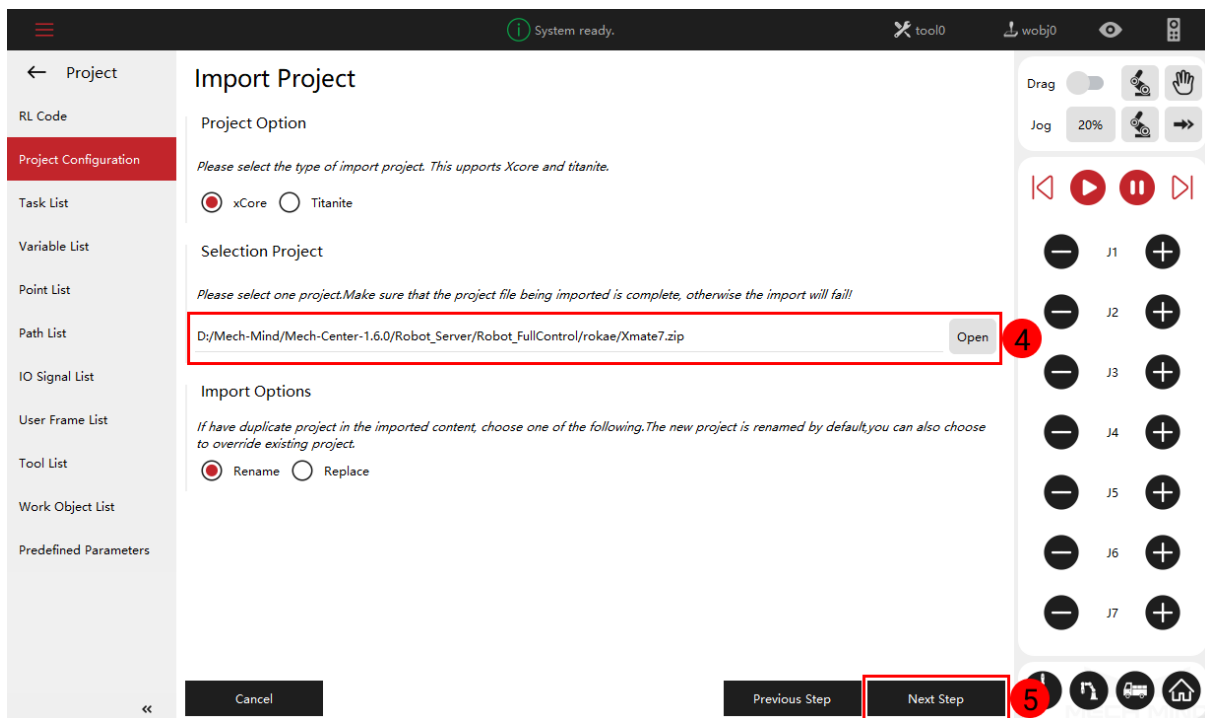 System ready.
tool0
wobj0
Project
RL Code
Project Configuration
Task List
Variable List
Point List
Path List
IO Signal List
User Frame List
Tool List
Work Object List
Predefined Parameters
«
Import Project
Project Option
Please select the type of import project. This upports Xcore and titanite.
xCore
Titanite
Selection Project
Please select one project.Make sure that the project file being imported is complete, otherwise the import will fail!
D:/Mech-Mind/Mech-Center-1.6.0/Robot_Server/Robot_FullControl/rokae/Xmate7.zip
Open
4
Import Options
If have duplicate project in the imported content, choose one of the following.The new project is renamed by default,you can also choose
to override existing project.
Rename
Replace
Cancel
Previous Step
Next Step
5
Drag
Jog
20%
J1
J2
J3
J4
J5
J6
J7